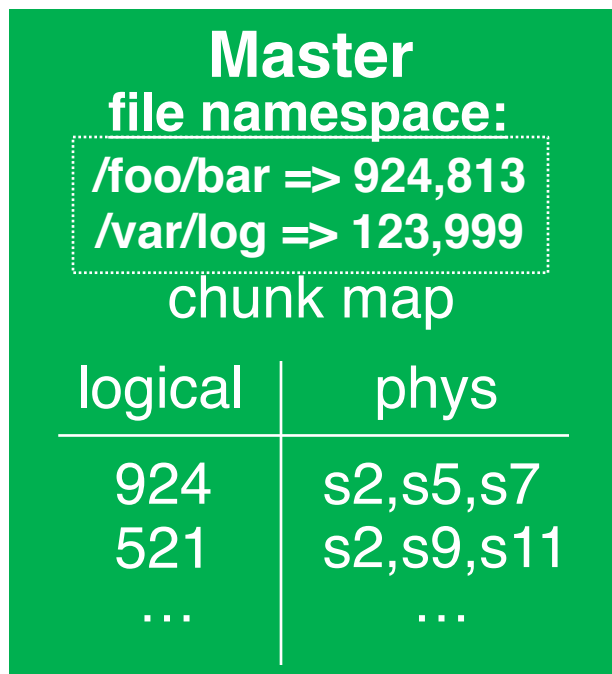 Master
file namespace:
/foo/bar => 924,813
/var/log => 123,999
chunk map
logical phys
924 s2,s5,s7
521 s2,s9,s11
… …